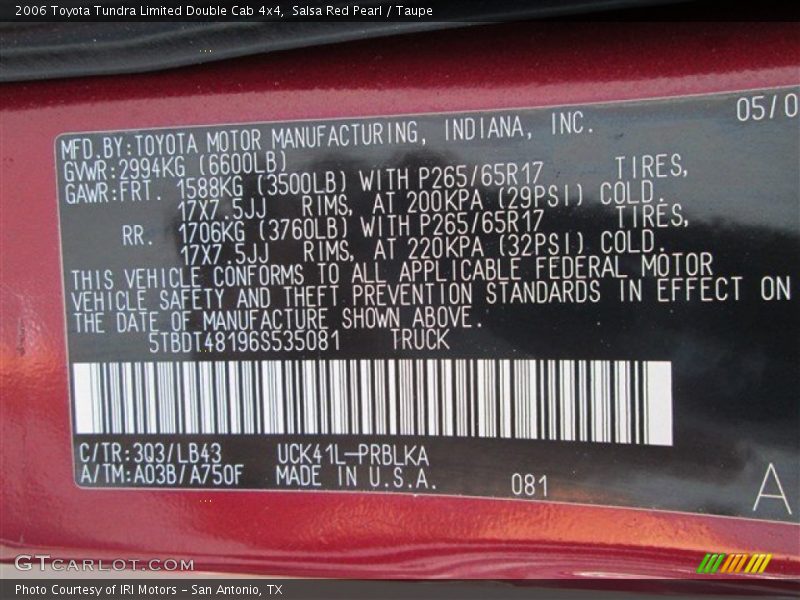 2006 Toyota Tundra Limited Double Cab 4x4, Salsa Red Pearl / Taupe
05/0
MFD.BY:TOYOTA MOTOR MANUFACTURING, INDIANA, INC.
GVWR:2994KG (6600LB)
GAWR:FRT. 1588KG (3500LB) WITH P265/65R17 TIRES,
17X7.5JJ RIMS, AT 200KPA (29PSI) COLD.
RR. 1706KG (3760LB) WITH P265/65R17 TIRES,
17X7.5JJ RIMS, AT 220KPA (32PSI) COLD.
THIS VEHICLE CONFORMS TO ALL APPLICABLE FEDERAL MOTOR
VEHICLE SAFETY AND THEFT PREVENTION STANDARDS IN EFFECT ON
THE DATE OF MANUFACTURE SHOWN ABOVE.
5TBDT48196S535081 TRUCK
C/TR:3Q3/LB43 UCK41L-PRBLKA
A/TM:A03B/A750F MADE IN U.S.A.
081
A
GTCARLOT.COM
Photo Courtesy of IRI Motors - San Antonio, TX